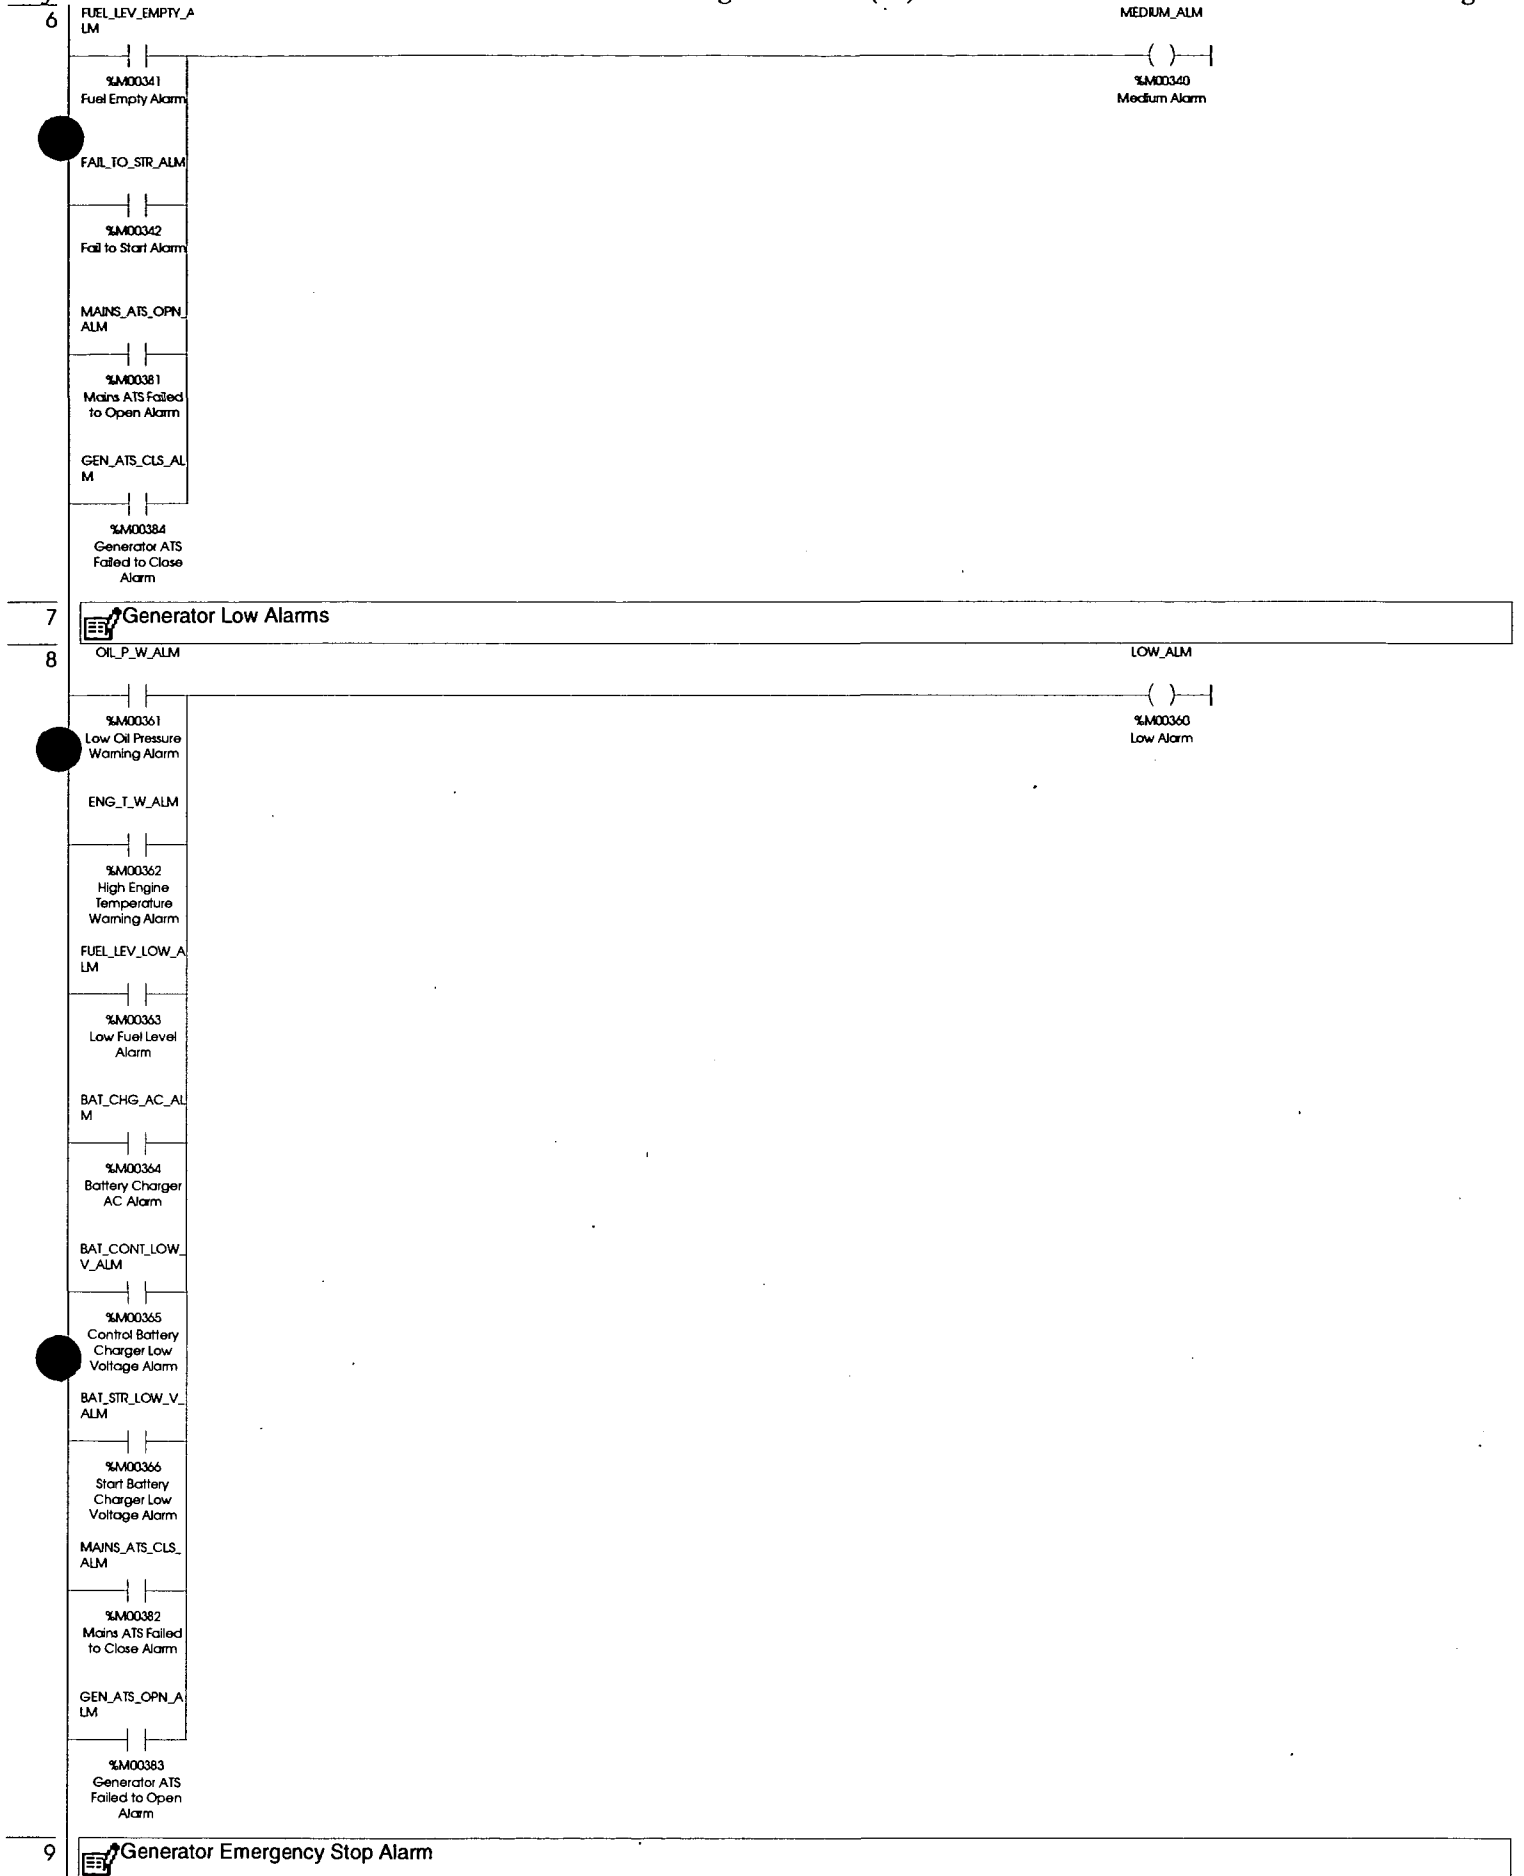 6
FUEL_LEV_EMPTY_A
LM
MEDIUM_ALM
%M00341
Fuel Empty Alarm
%M00340
Medium Alarm
FAIL_TO_STR_ALM
%M00342
Fail to Start Alarm
MAINS_ATS_OPN_
ALM
%M00381
Mains ATS Failed
to Open Alarm
GEN_ATS_CLS_AL
M
%M00384
Generator ATS
Failed to Close
Alarm
7
Generator Low Alarms
8
OIL_P_W_ALM
LOW_ALM
%M00361
Low Oil Pressure
Warning Alarm
%M00360
Low Alarm
ENG_T_W_ALM
%M00362
High Engine
Temperature
Warning Alarm
FUEL_LEV_LOW_A
LM
%M00363
Low Fuel Level
Alarm
BAT_CHG_AC_AL
M
%M00364
Battery Charger
AC Alarm
BAT_CONT_LOW_
V_ALM
%M00365
Control Battery
Charger Low
Voltage Alarm
BAT_STR_LOW_V_
ALM
%M00366
Start Battery
Charger Low
Voltage Alarm
MAINS_ATS_CLS_
ALM
%M00382
Mains ATS Failed
to Close Alarm
GEN_ATS_OPN_A
LM
%M00383
Generator ATS
Failed to Open
Alarm
9
Generator Emergency Stop Alarm